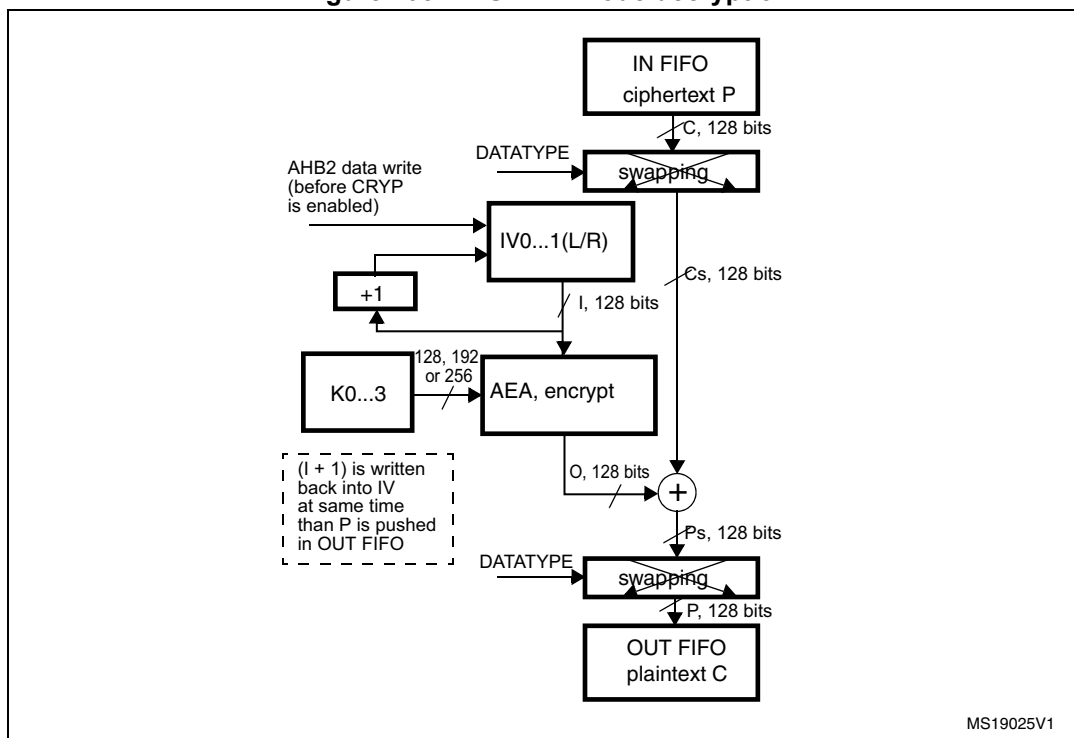 IN FIFO
ciphertext P
C, 128 bits
DATATYPE
swapping
AHB2 data write
(before CRYP
is enabled)
IV0...1(L/R)
Cs, 128 bits
+1
I, 128 bits
128, 192
or 256
K0...3
AEA, encrypt
(I + 1) is written
back into IV
at same time
than P is pushed
in OUT FIFO
O, 128 bits
+
Ps, 128 bits
DATATYPE
swapping
P, 128 bits
OUT FIFO
plaintext C
MS19025V1